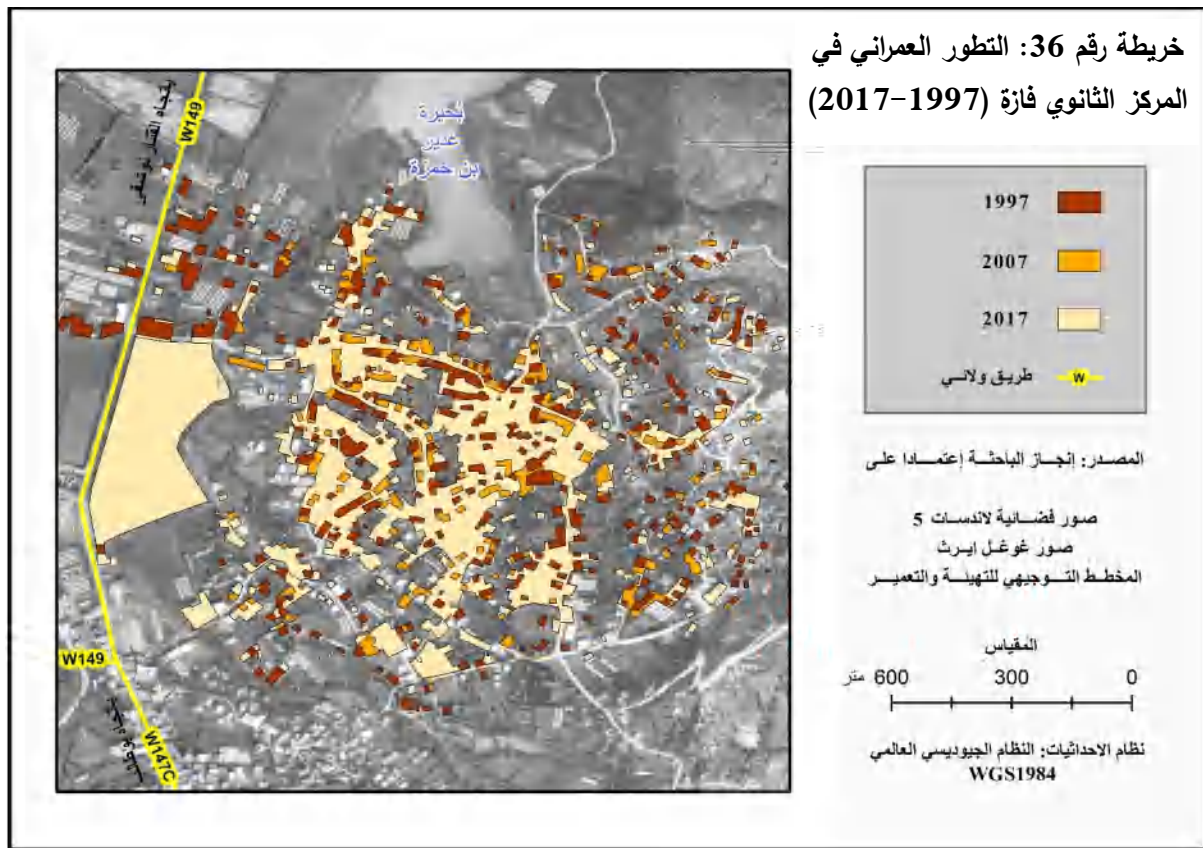 خريطة رقم 36: التطور العمراني في
المركز الثانوي فازة (1997-2017)
1997
2007
2017
طريق ولائي
W
المصدر: إنجاز الباحثة إعتمادا على
صور فضائية لاندسات 5
صور غوغل إيرث
المخطط التوجيهي للتهيئة والتعمير
المقياس
0 300 600 متر
نظام الاحداثيات: النظام الجيوديسي العالمي
WGS1984
بحيرة
غدير
بن حمزة
W149
W149
W147C